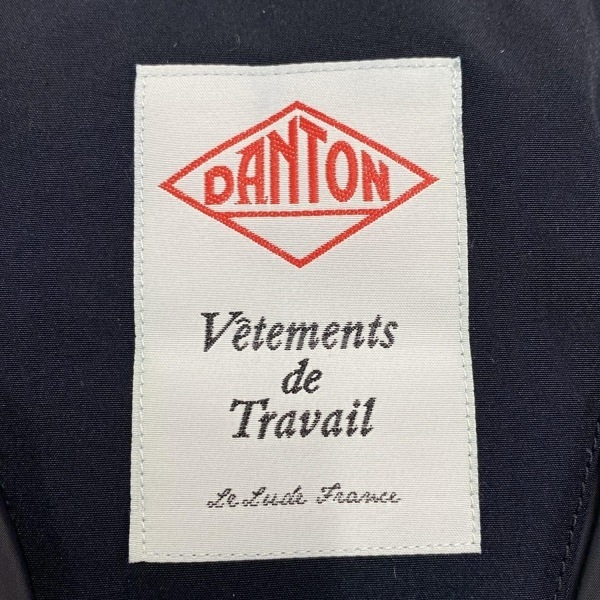 DANTON
Vêtements
de
Travail
Le Lude France